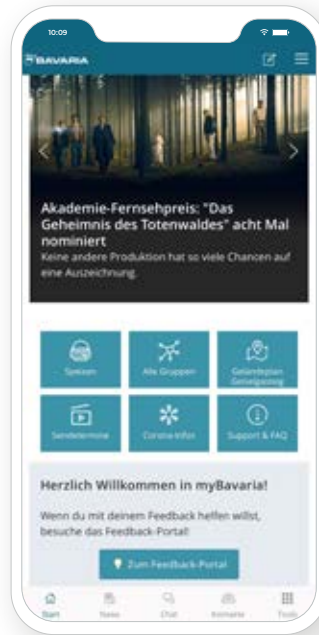 10:09
BAVARIA
Akademie-Fernsehpreis: "Das
Geheimnis des Totenwaldes" acht Mal
nominiert
Keine andere Produktion hat so viele Chancen auf
eine Auszeichnung.
Speisen
Alle Gruppen
Geländeplan
Geiselgasteig
Sendetermine
Corona-Infos
Support & FAQ
Herzlich Willkommen in myBavaria!
Wenn du mit deinem Feedback helfen willst,
besuche das Feedback-Portal!
Zum Feedback-Portal
Start
News
Chat
Kontakte
Tools